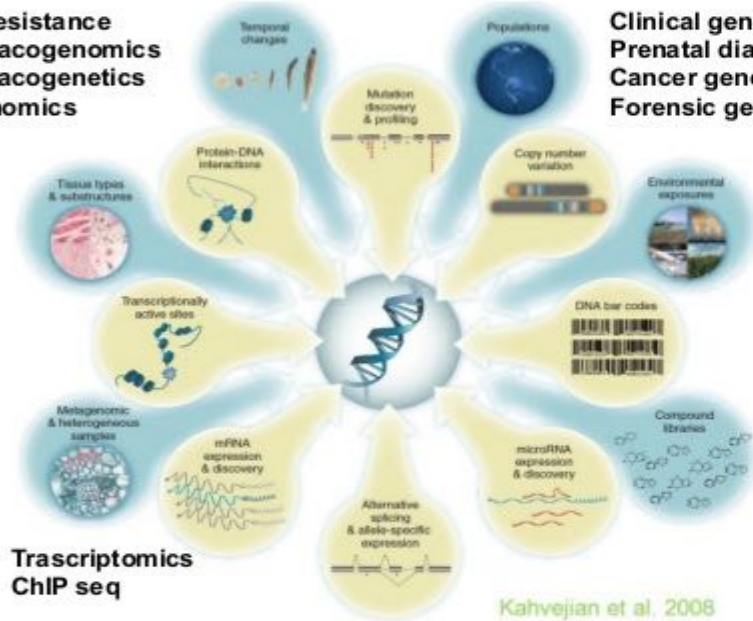 esistance
acogenomics
acogenetics
nomics
Clinical gen
Prenatal dia
Cancer gene
Forensic ge
Temporal
changes
Populations
Mutation
discovery
& profiling
Protein-DNA
interactions
Copy number
variation
Tissue types
& substructures
Environmental
exposures
Transcriptionally
active sites
DNA bar codes
Metagenomic
& heterogeneous
samples
Compound
libraries
mRNA
expression
& discovery
microRNA
expression
& discovery
Alternative
splicing
& allele-specific
expression
Trascriptomics
ChIP seq
Kahvejian et al. 2008